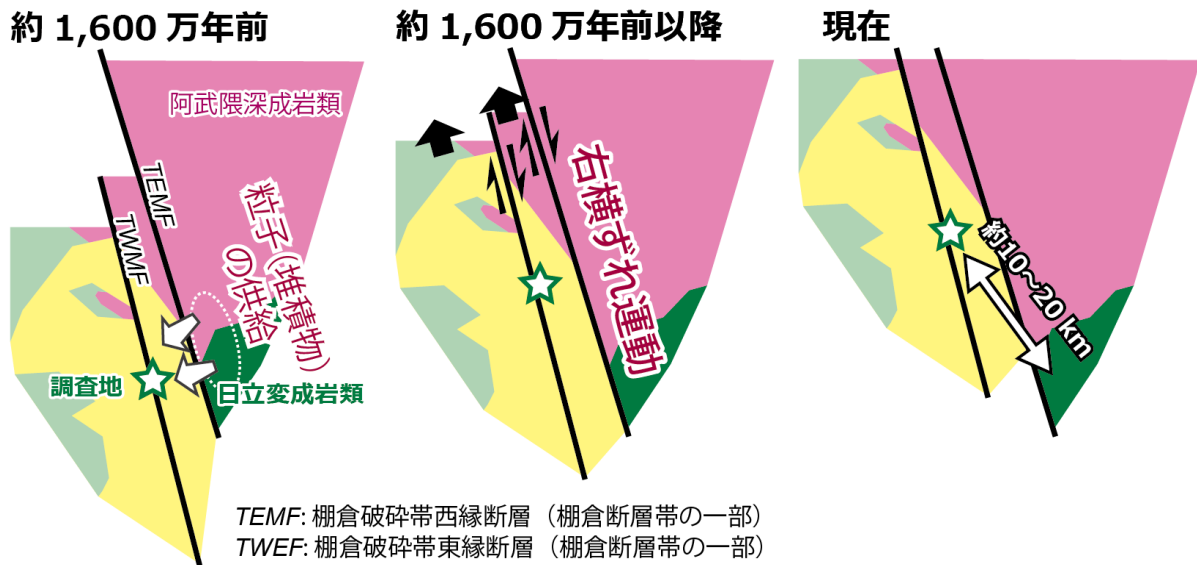 約 1,600 万年前
阿武隈深成岩類
TEMF
TWMF
粒子（堆積物）
の供給
調査地
日立変成岩類
約 1,600 万年前以降
右横ずれ運動
現在
約10～20 km
TEMF: 棚倉破砕帯西縁断層（棚倉断層帯の一部）
TWEF: 棚倉破砕帯東縁断層（棚倉断層帯の一部）